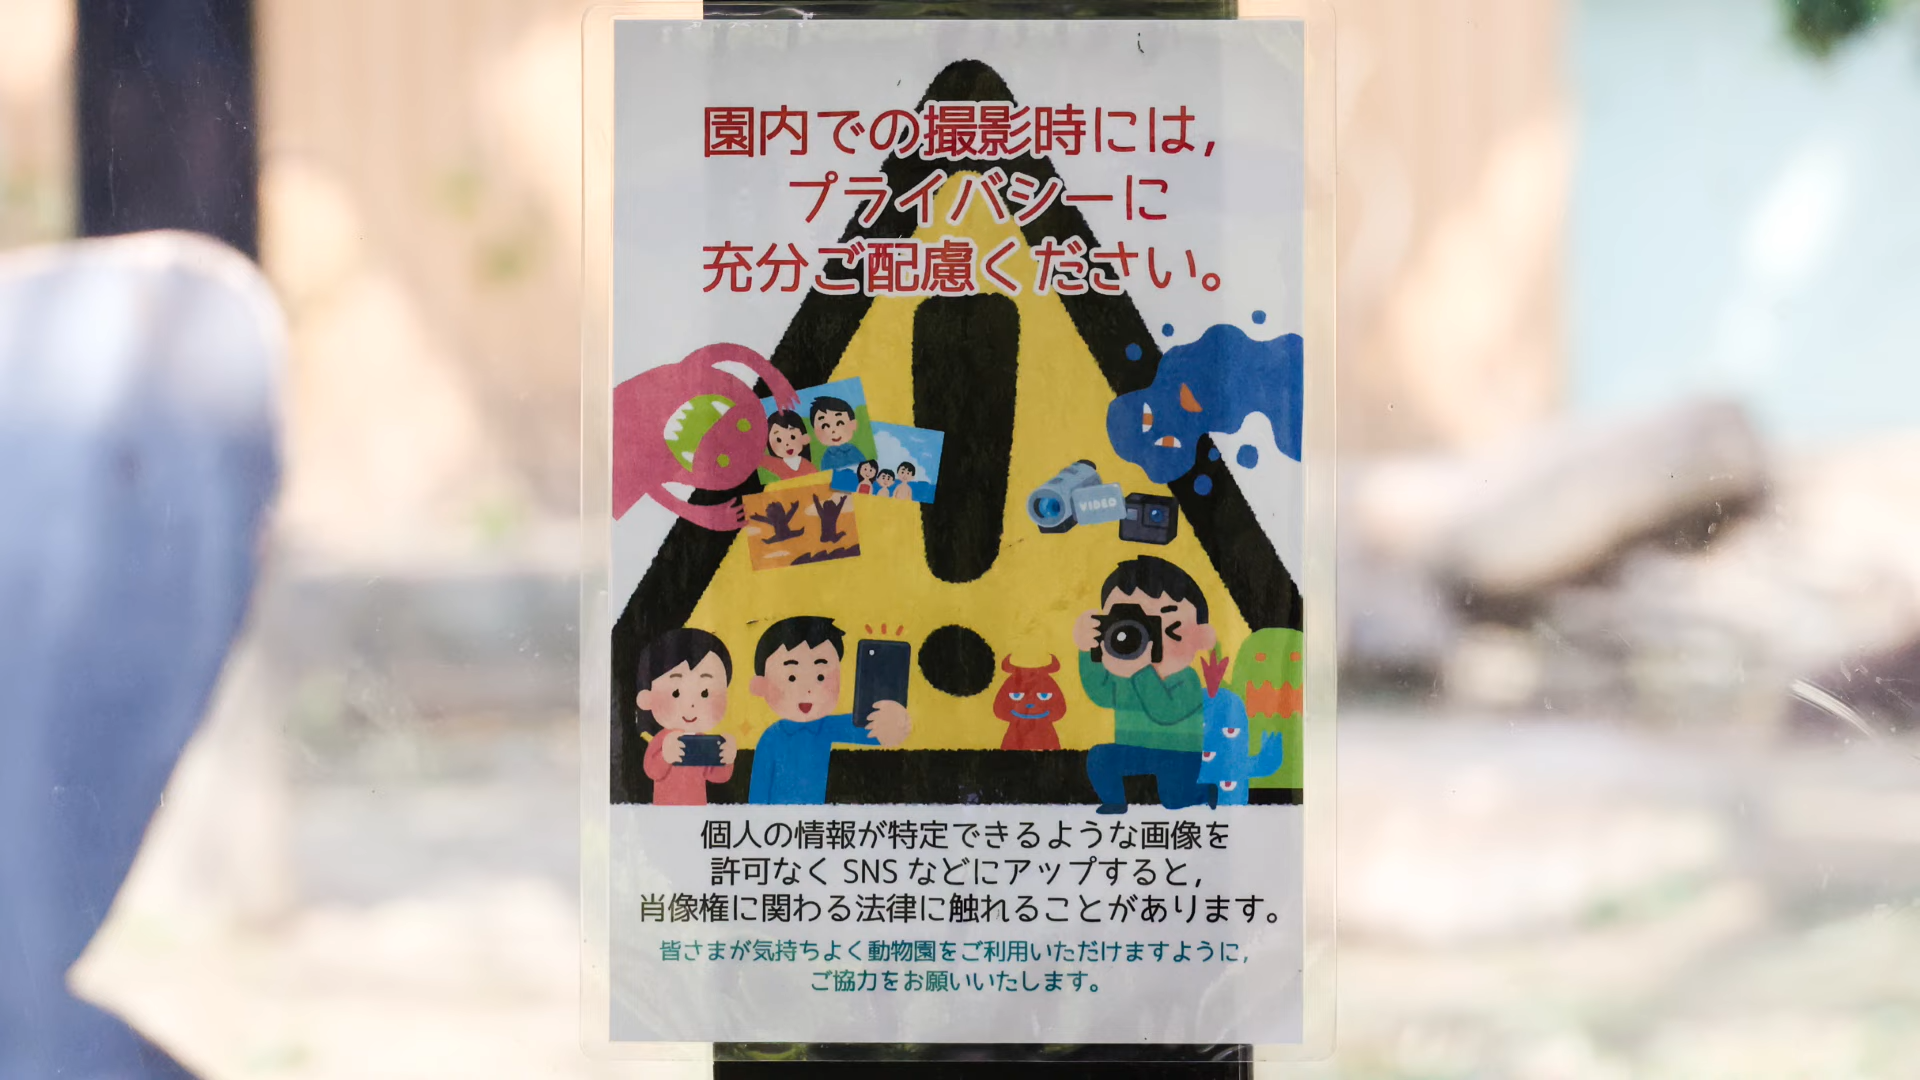 園内での撮影時には,
プライバシーに
充分ご配慮ください。
VIDEO
個人の情報が特定できるような画像を
許可なく SNS などにアップすると,
肖像権に関わる法律に触れることがあります。
皆さまが気持ちよく動物園をご利用いただけますように,
ご協力をお願いいたします。